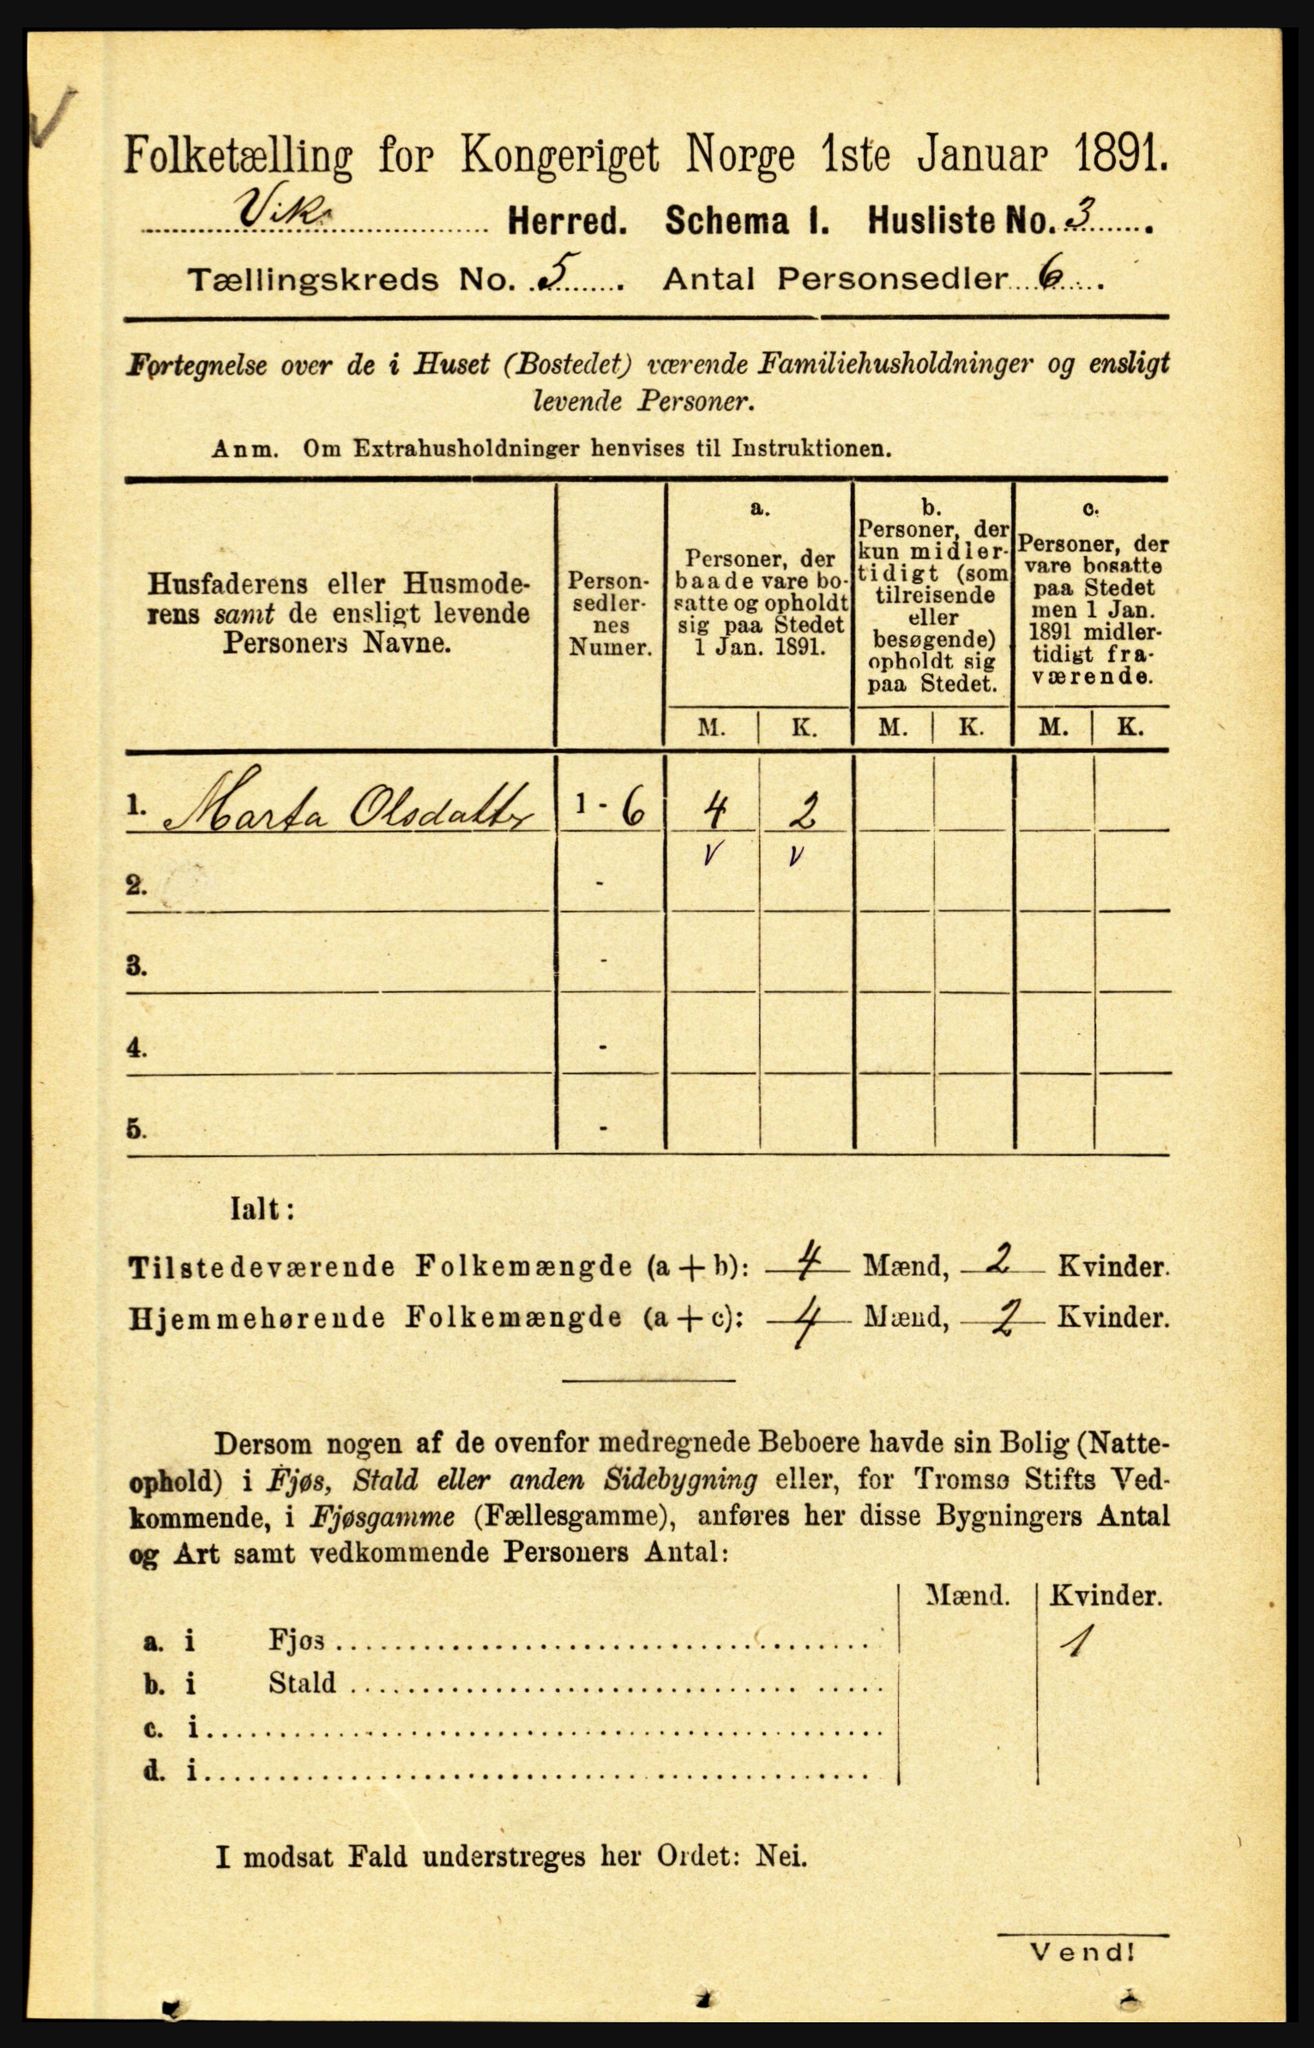 Folketælling for Kongeriget Norge 1ste Januar 1891.
Viks Herred. Schema I. Husliste No. 3.
Tællingskreds No. 5. Antal Personsedler 6.
Fortegnelse over de i Huset (Bostedet) værende Familiehusholdninger og ensligt
levende Personer.
Anm. Om Extrahusholdninger henvises til Instruktionen.
Husfaderens eller Husmode-
rens samt de ensligt levende
Personers Navne.
Person-
sedler-
nes
Numer.
a.
Personer, der
baade vare bo-
satte og opholdt
sig paa Stedet
1 Jan. 1891.
b.
Personer, der
kun midler-
tidigt (som
tilreisende
eller
besøgende)
opholdt sig
paa Stedet.
c.
Personer, der
vare bosatte
paa Stedet
men 1 Jan.
1891 midler-
tidigt fra-
værende.
M. K. M. K. M. K.
1. Marta Olsdatter 1 - 6 4 2
v v
2. -
3. -
4. -
5. -
Ialt:
Tilstedeværende Folkemængde (a + b): 4 Mænd, 2 Kvinder.
Hjemmehørende Folkemængde (a + c): 4 Mænd, 2 Kvinder.
Dersom nogen af de ovenfor medregnede Beboere havde sin Bolig (Natte-
ophold) i Fjøs, Stald eller anden Sidebygning eller, for Tromsø Stifts Ved-
kommende, i Fjøsgamme (Fællesgamme), anføres her disse Bygningers Antal
og Art samt vedkommende Personers Antal:
Mænd. Kvinder.
a. i Fjøs 1
b. i Stald
c. i
d. i
I modsat Fald understreges her Ordet: Nei.
Vend!